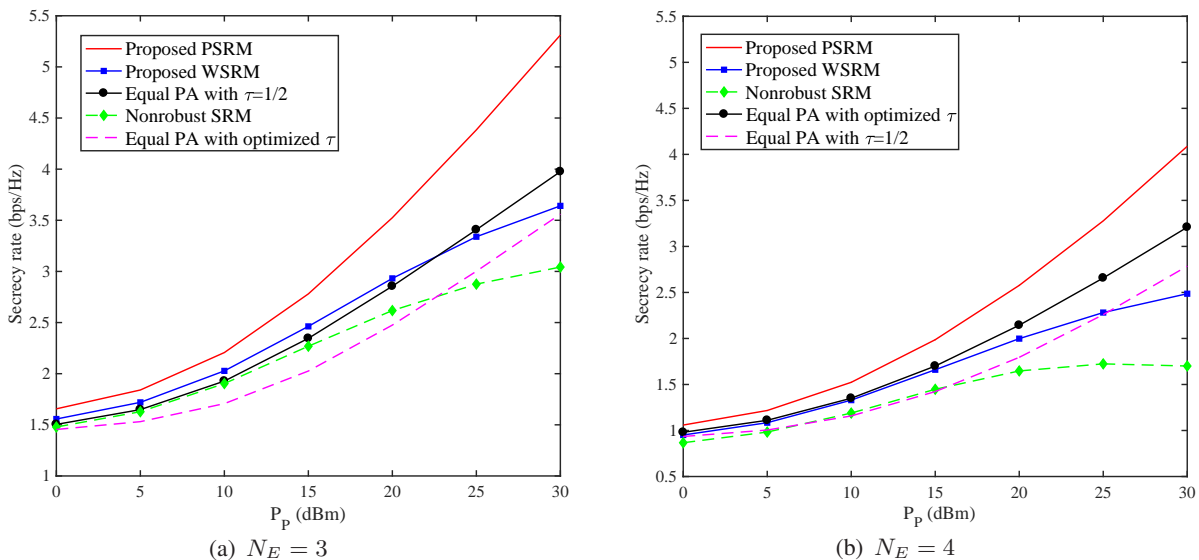 5.5
5
4.5
4
3.5
3
2.5
2
1.5
1
Secrecy rate (bps/Hz)
Proposed PSRM
Proposed WSRM
Equal PA with τ=1/2
Nonrobust SRM
Equal PA with optimized τ
0 5 10 15 20 25 30
P_P (dBm)
(a) N_E = 3
5.5
5
4.5
4
3.5
3
2.5
2
1.5
1
0.5
Secrecy rate (bps/Hz)
Proposed PSRM
Proposed WSRM
Nonrobust SRM
Equal PA with optimized τ
Equal PA with τ=1/2
0 5 10 15 20 25 30
P_P (dBm)
(b) N_E = 4